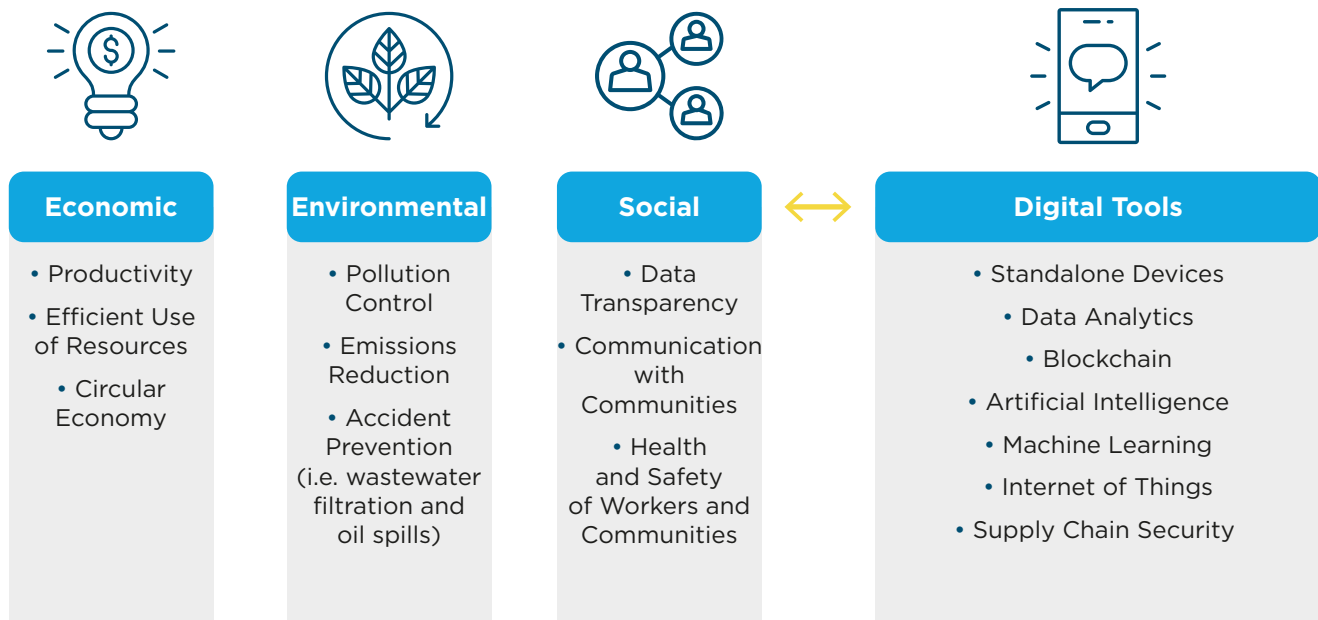 Economic
• Productivity
• Efficient Use
of Resources
• Circular
Economy
Environmental
• Pollution
Control
• Emissions
Reduction
• Accident
Prevention
(i.e. wastewater
filtration and
oil spills)
Social
• Data
Transparency
• Communication
with
Communities
• Health
and Safety
of Workers and
Communities
Digital Tools
• Standalone Devices
• Data Analytics
• Blockchain
• Artificial Intelligence
• Machine Learning
• Internet of Things
• Supply Chain Security